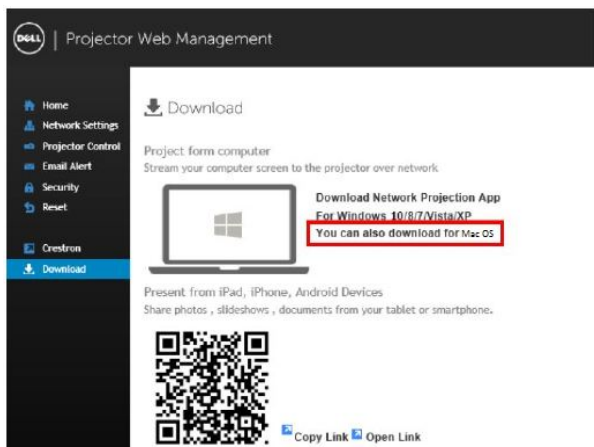 DELL | Projector Web Management
Home
Network Settings
Projector Control
Email Alert
Security
Reset
Crestron
Download
Download
Project form computer
Stream your computer screen to the projector over network
Download Network Projection App
For Windows 10/8/7/Vista/XP
You can also download for Mac OS
Present from iPad, iPhone, Android Devices
Share photos , slideshows , documents from your tablet or smartphone.
Copy Link Open Link